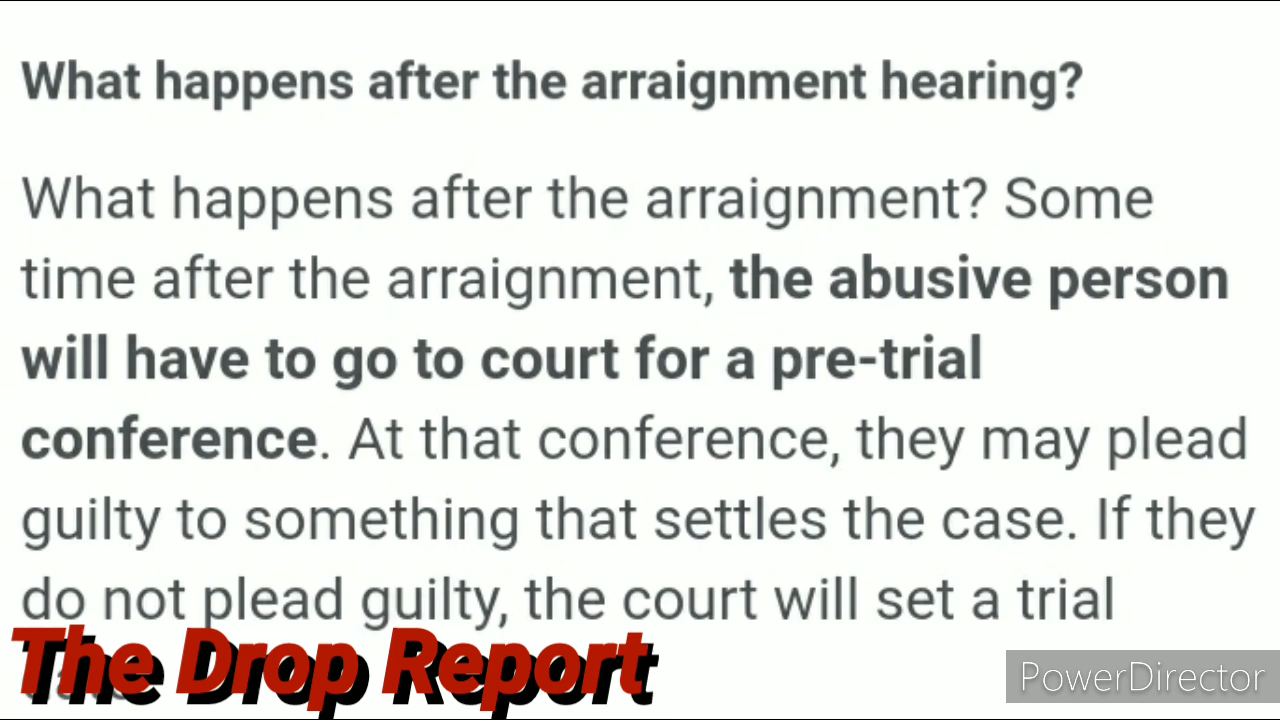 What happens after the arraignment hearing?
What happens after the arraignment? Some
time after the arraignment, the abusive person
will have to go to court for a pre-trial
conference. At that conference, they may plead
guilty to something that settles the case. If they
do not plead guilty, the court will set a trial
The Drop Report
PowerDirector